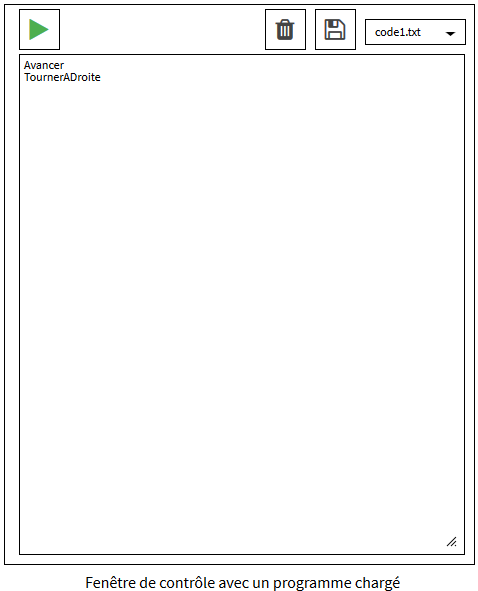 code1.txt
Avancer
TournerADroite
Fenêtre de contrôle avec un programme chargé